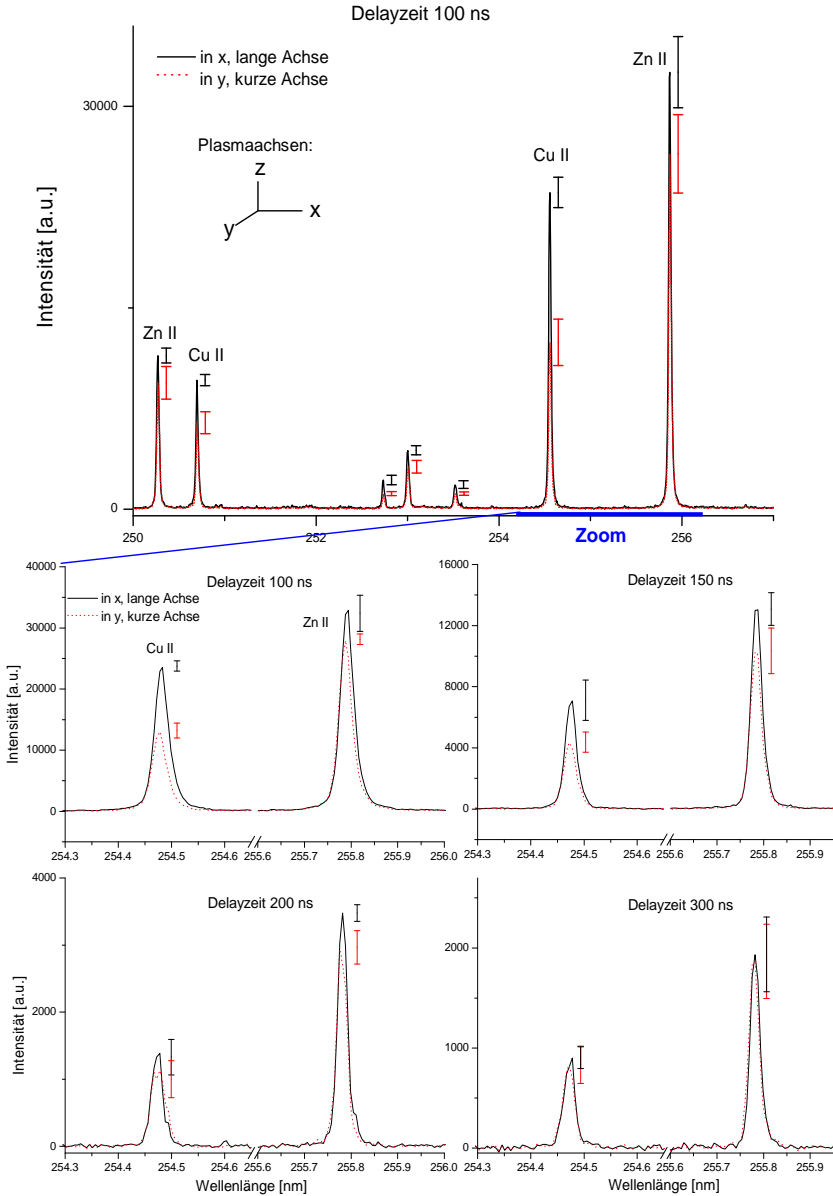 Delayzeit 100 ns
in x, lange Achse
in y, kurze Achse
Zn II
30000
Plasmaachsen:
z
y
x
Cu II
Intensität [a.u.]
Zn II
Cu II
0
250
252
254
256
Zoom
40000
Delayzeit 100 ns
in x, lange Achse
in y, kurze Achse
30000
Zn II
Cu II
20000
10000
0
Intensität [a.u.]
254.3
254.4
254.5
254.6
255.6
255.7
255.8
255.9
256.0
16000
Delayzeit 150 ns
12000
8000
4000
0
254.3
254.4
254.5
254.6
255.6
255.7
255.8
255.9
4000
Delayzeit 200 ns
2000
0
Intensität [a.u.]
254.3
254.4
254.5
254.6
255.6
255.7
255.8
255.9
256.0
Wellenlänge [nm]
Delayzeit 300 ns
2000
1000
0
254.3
254.4
254.5
254.6
255.6
255.7
255.8
255.9
Wellenlänge [nm]